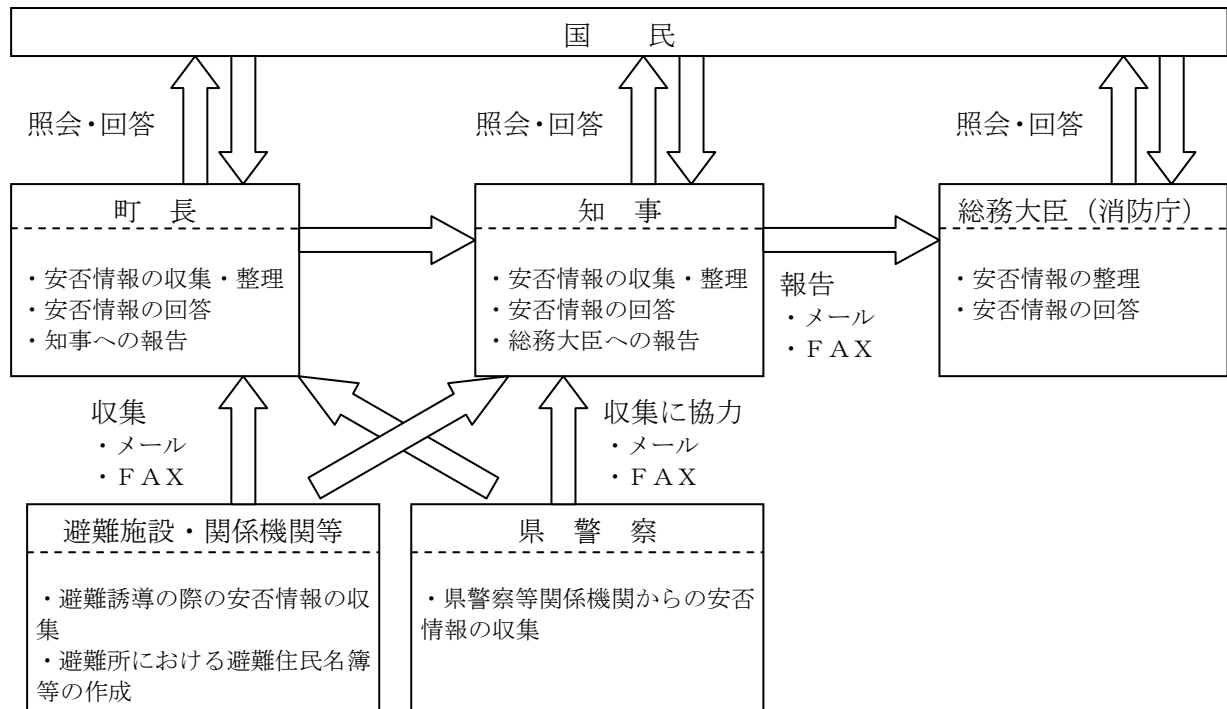 国 民
照会・回答
照会・回答
照会・回答
町 長
・安否情報の収集・整理
・安否情報の回答
・知事への報告
知 事
・安否情報の収集・整理
・安否情報の回答
・総務大臣への報告
報告
・メール
・ＦＡＸ
総務大臣（消防庁）
・安否情報の整理
・安否情報の回答
収集
・メール
・ＦＡＸ
収集に協力
・メール
・ＦＡＸ
避難施設・関係機関等
・避難誘導の際の安否情報の収
集
・避難所における避難住民名簿
等の作成
県 警 察
・県警察等関係機関からの安否
情報の収集